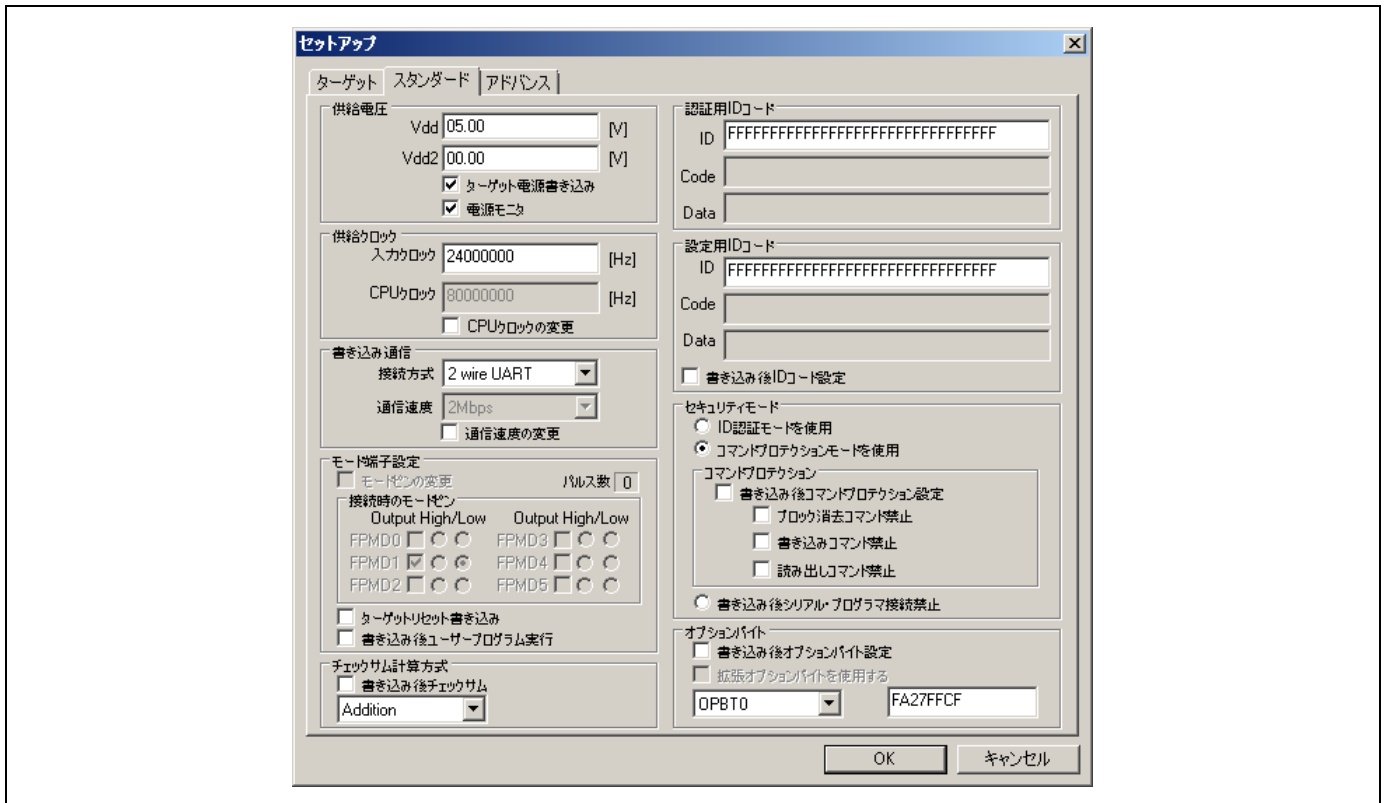 セットアップ
ターゲット スタンダード アドバンス
供給電圧
Vdd 05.00 [V]
Vdd2 00.00 [V]
ターゲット電源書き込み
電源モニタ
供給クロック
入力クロック 24000000 [Hz]
CPUクロック 80000000 [Hz]
CPUクロックの変更
書き込み通信
接続方式 2 wire UART
通信速度 2Mbps
通信速度の変更
モード端子設定
モードピンの変更 パルス数 0
接続時のモードピン
Output High/Low Output High/Low
FPMD0 FPMD3
FPMD1 FPMD4
FPMD2 FPMD5
ターゲットリセット書き込み
書き込み後ユーザープログラム実行
チェックサム計算方式
書き込み後チェックサム
Addition
認証用IDコード
ID FFFFFFFFFFFFFFFFFFFFFFFFFFFFFFFF
Code
Data
設定用IDコード
ID FFFFFFFFFFFFFFFFFFFFFFFFFFFFFFFF
Code
Data
書き込み後IDコード設定
セキュリティモード
ID認証モードを使用
コマンドプロテクションモードを使用
コマンドプロテクション
書き込み後コマンドプロテクション設定
ブロック消去コマンド禁止
書き込みコマンド禁止
読み出しコマンド禁止
書き込み後シリアル・プログラマ接続禁止
オプションバイト
書き込み後オプションバイト設定
拡張オプションバイトを使用する
OPBT0 FA27FFCF
OK キャンセル